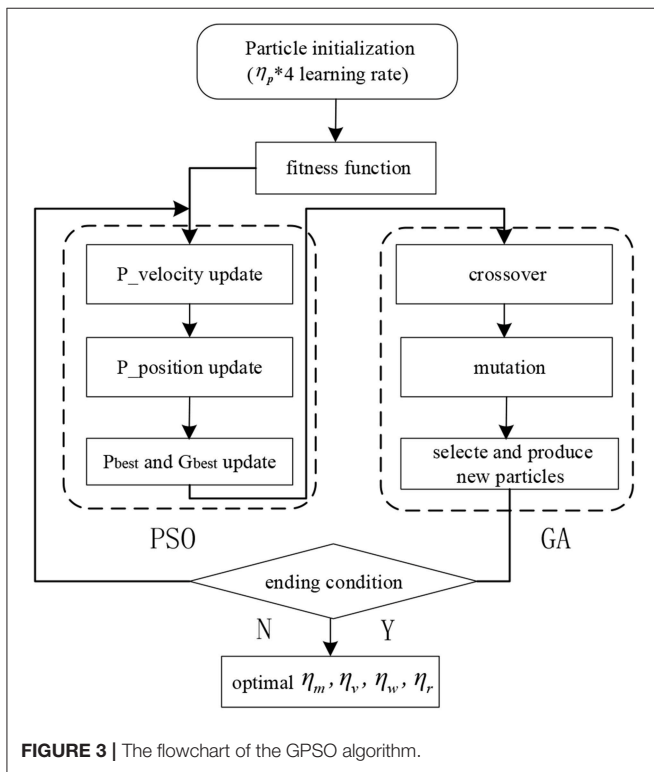 Particle initialization
(η_p*4 learning rate)
fitness function
P_velocity update
P_position update
Pbest and Gbest update
PSO
crossover
mutation
selecte and produce
new particles
GA
ending condition
N Y
optimal η_m, η_v, η_w, η_r
FIGURE 3 | The flowchart of the GPSO algorithm.